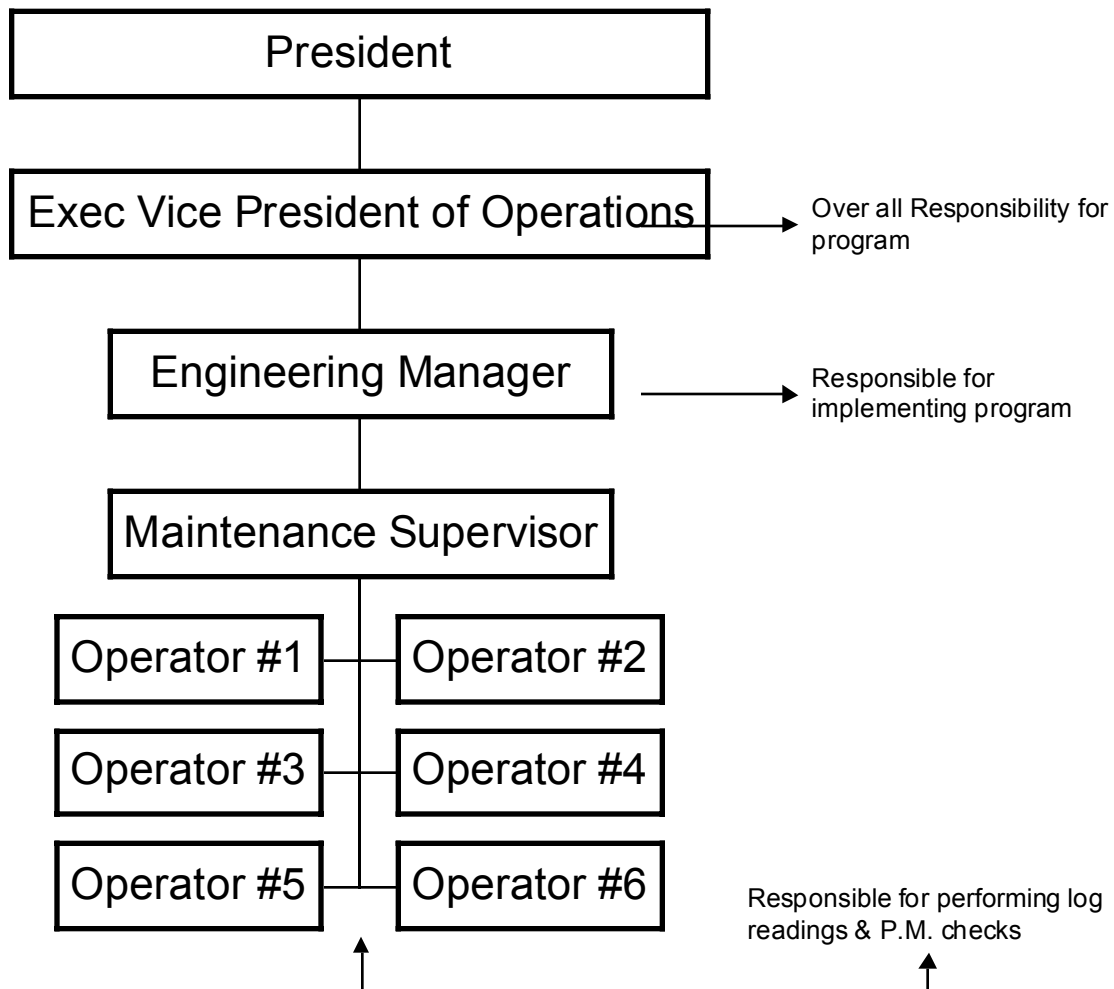 President
Exec Vice President of Operations
Over all Responsibility for
program
Engineering Manager
Responsible for
implementing program
Maintenance Supervisor
Operator #1
Operator #2
Operator #3
Operator #4
Operator #5
Operator #6
Responsible for performing log
readings & P.M. checks